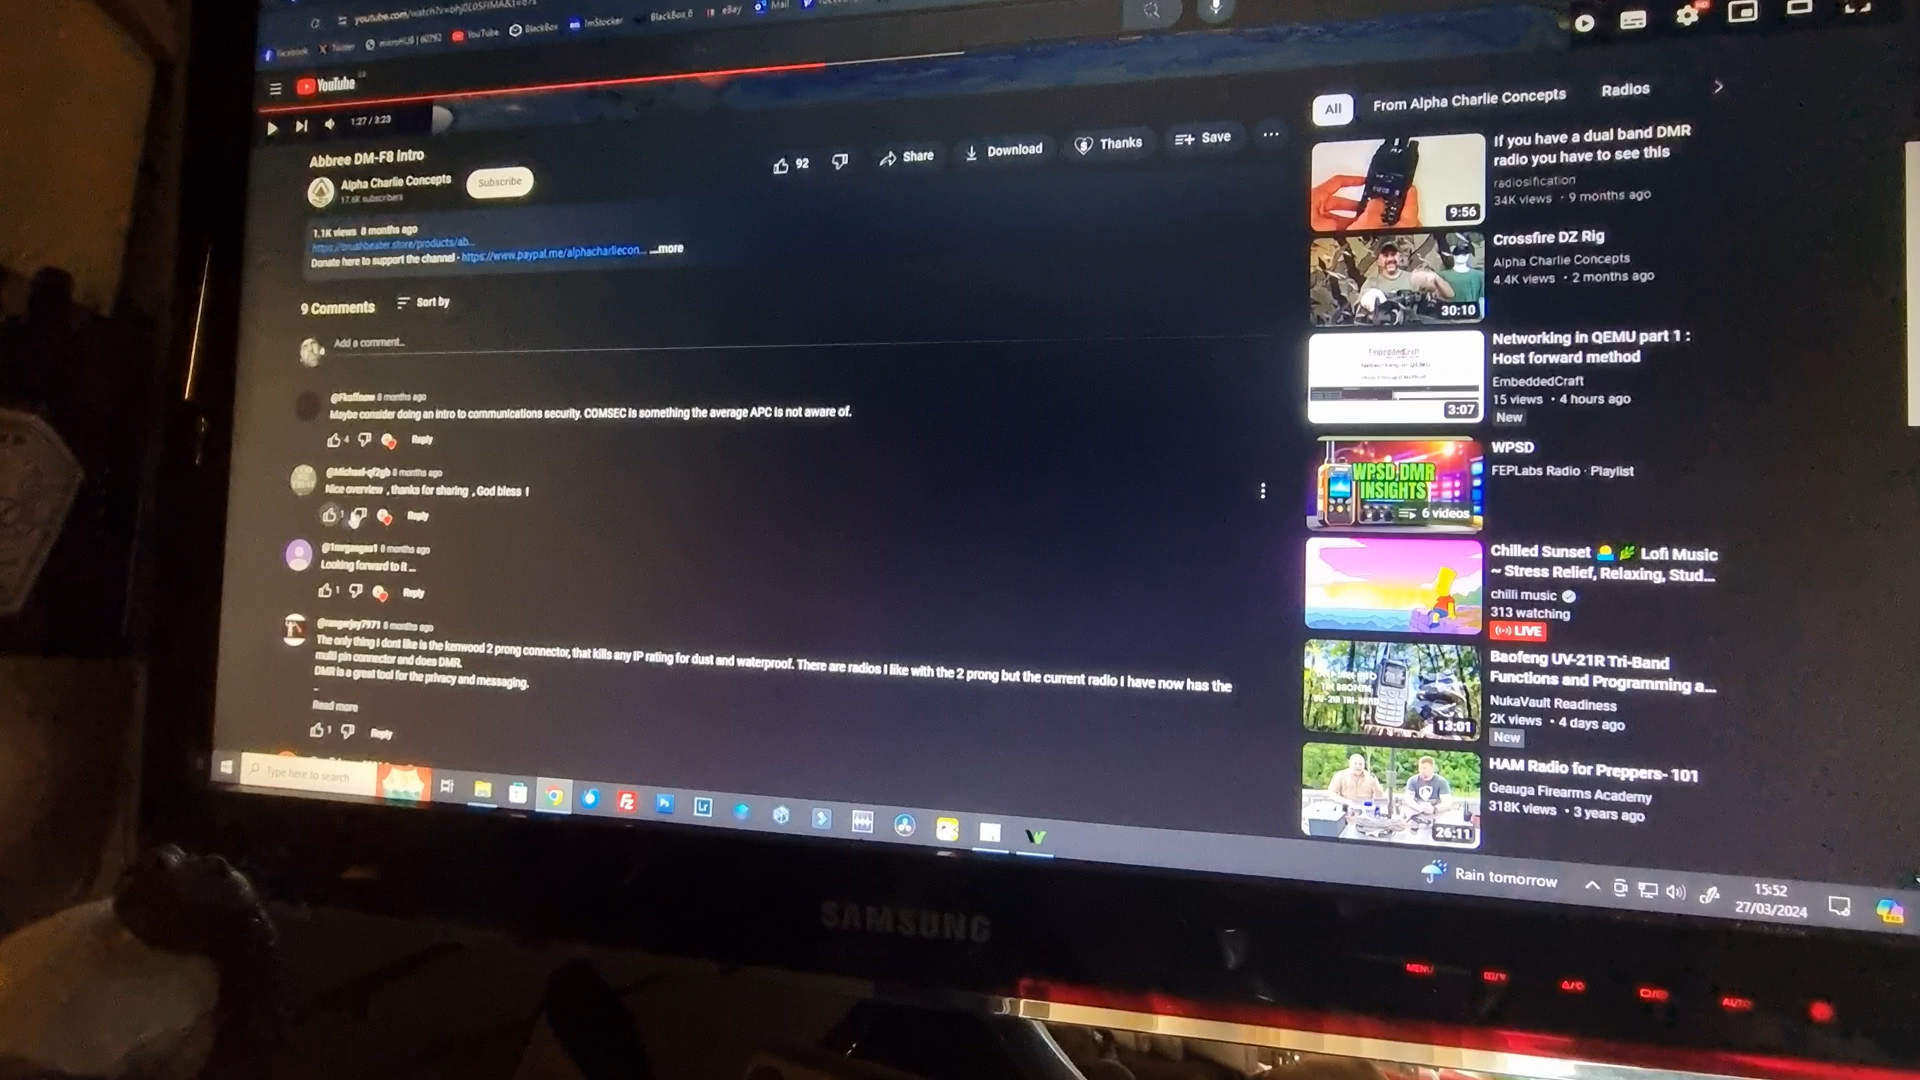 Facebook
Twitter
YouTube
BlackBox
ImStocker
BlackBox
eBay
Mail
YouTube
1:27 / 3:23
Abbree DM-F8 Intro
Alpha Charlie Concepts
17.6K subscribers
Subscribe
92
Share
Download
Thanks
Save
1.1K views 8 months ago
https://brushbeater.store/products/ab...
Donate here to support the channel - https://www.paypal.me/alphacharliecon... ...more
9 Comments
Sort by
Add a comment...
8 months ago
Maybe consider doing an intro to communications security. COMSEC is something the average APC is not aware of.
4
Reply
@Michael-qf2gb 8 months ago
Nice overview , thanks for sharing , God bless !
1
Reply
8 months ago
Looking forward to it ...
1
Reply
@rangerjay7971 8 months ago
The only thing I dont like is the kenwood 2 prong connector, that kills any IP rating for dust and waterproof. There are radios I like with the 2 prong but the current radio I have now has the
multi pin connector and does DMR.
DMR is a great tool for the privacy and messaging.
Read more
1
Reply
All
From Alpha Charlie Concepts
Radios
If you have a dual band DMR
radio you have to see this
radiosification
34K views • 9 months ago
9:56
Crossfire DZ Rig
Alpha Charlie Concepts
4.4K views • 2 months ago
30:10
Networking in QEMU part 1 :
Host forward method
EmbeddedCraft
15 views • 4 hours ago
New
3:07
WPSD
FEPLabs Radio · Playlist
WPSD DMR
INSIGHTS
6 videos
Chilled Sunset Lofi Music
~ Stress Relief, Relaxing, Stud...
chilli music
313 watching
LIVE
Baofeng UV-21R Tri-Band
Functions and Programming a...
NukaVault Readiness
2K views • 4 days ago
New
13:01
HAM Radio for Preppers- 101
Geauga Firearms Academy
318K views • 3 years ago
26:11
Type here to search
Fz
Ps
Lr
Rain tomorrow
15:52
27/03/2024
SAMSUNG
MENU
AUTO